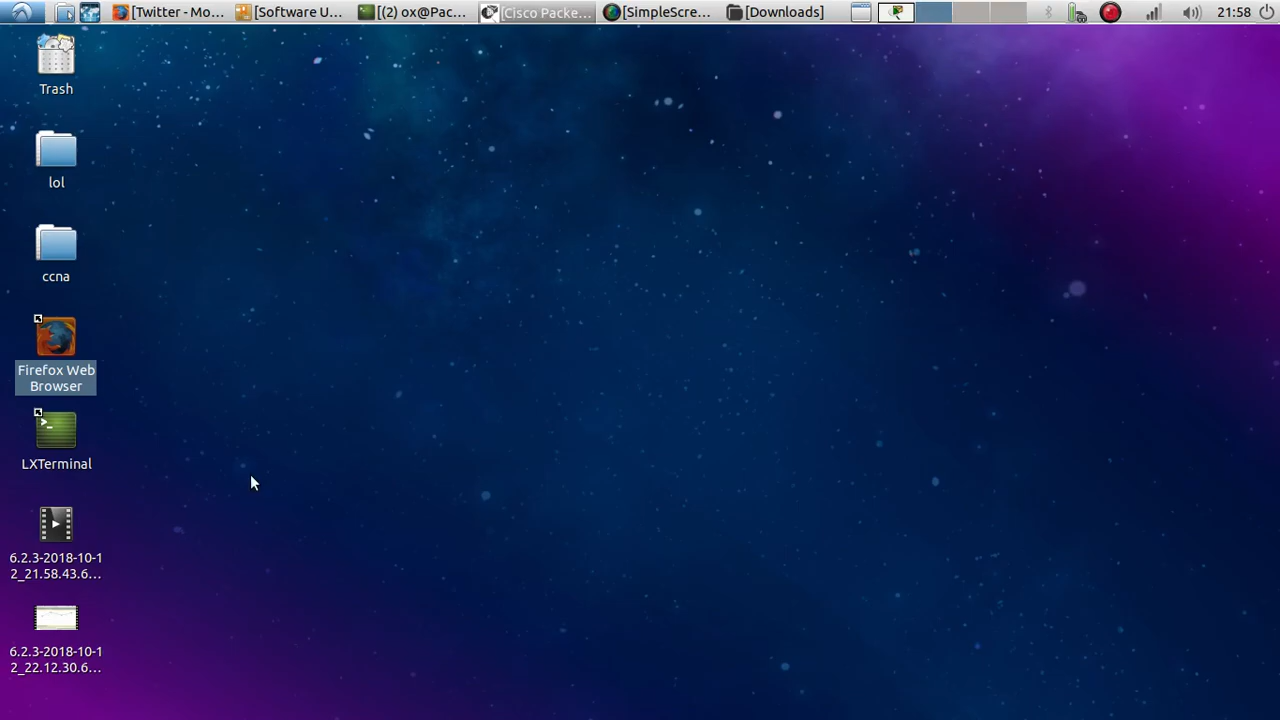 [Twitter - Mo... [Software U... [(2) ox@Pac... [Cisco Packe... [SimpleScre... [Downloads] 21:58
Trash
lol
ccna
Firefox Web
Browser
LXTerminal
6.2.3-2018-10-1
2_21.58.43.6...
6.2.3-2018-10-12
2_22.12.30.6...